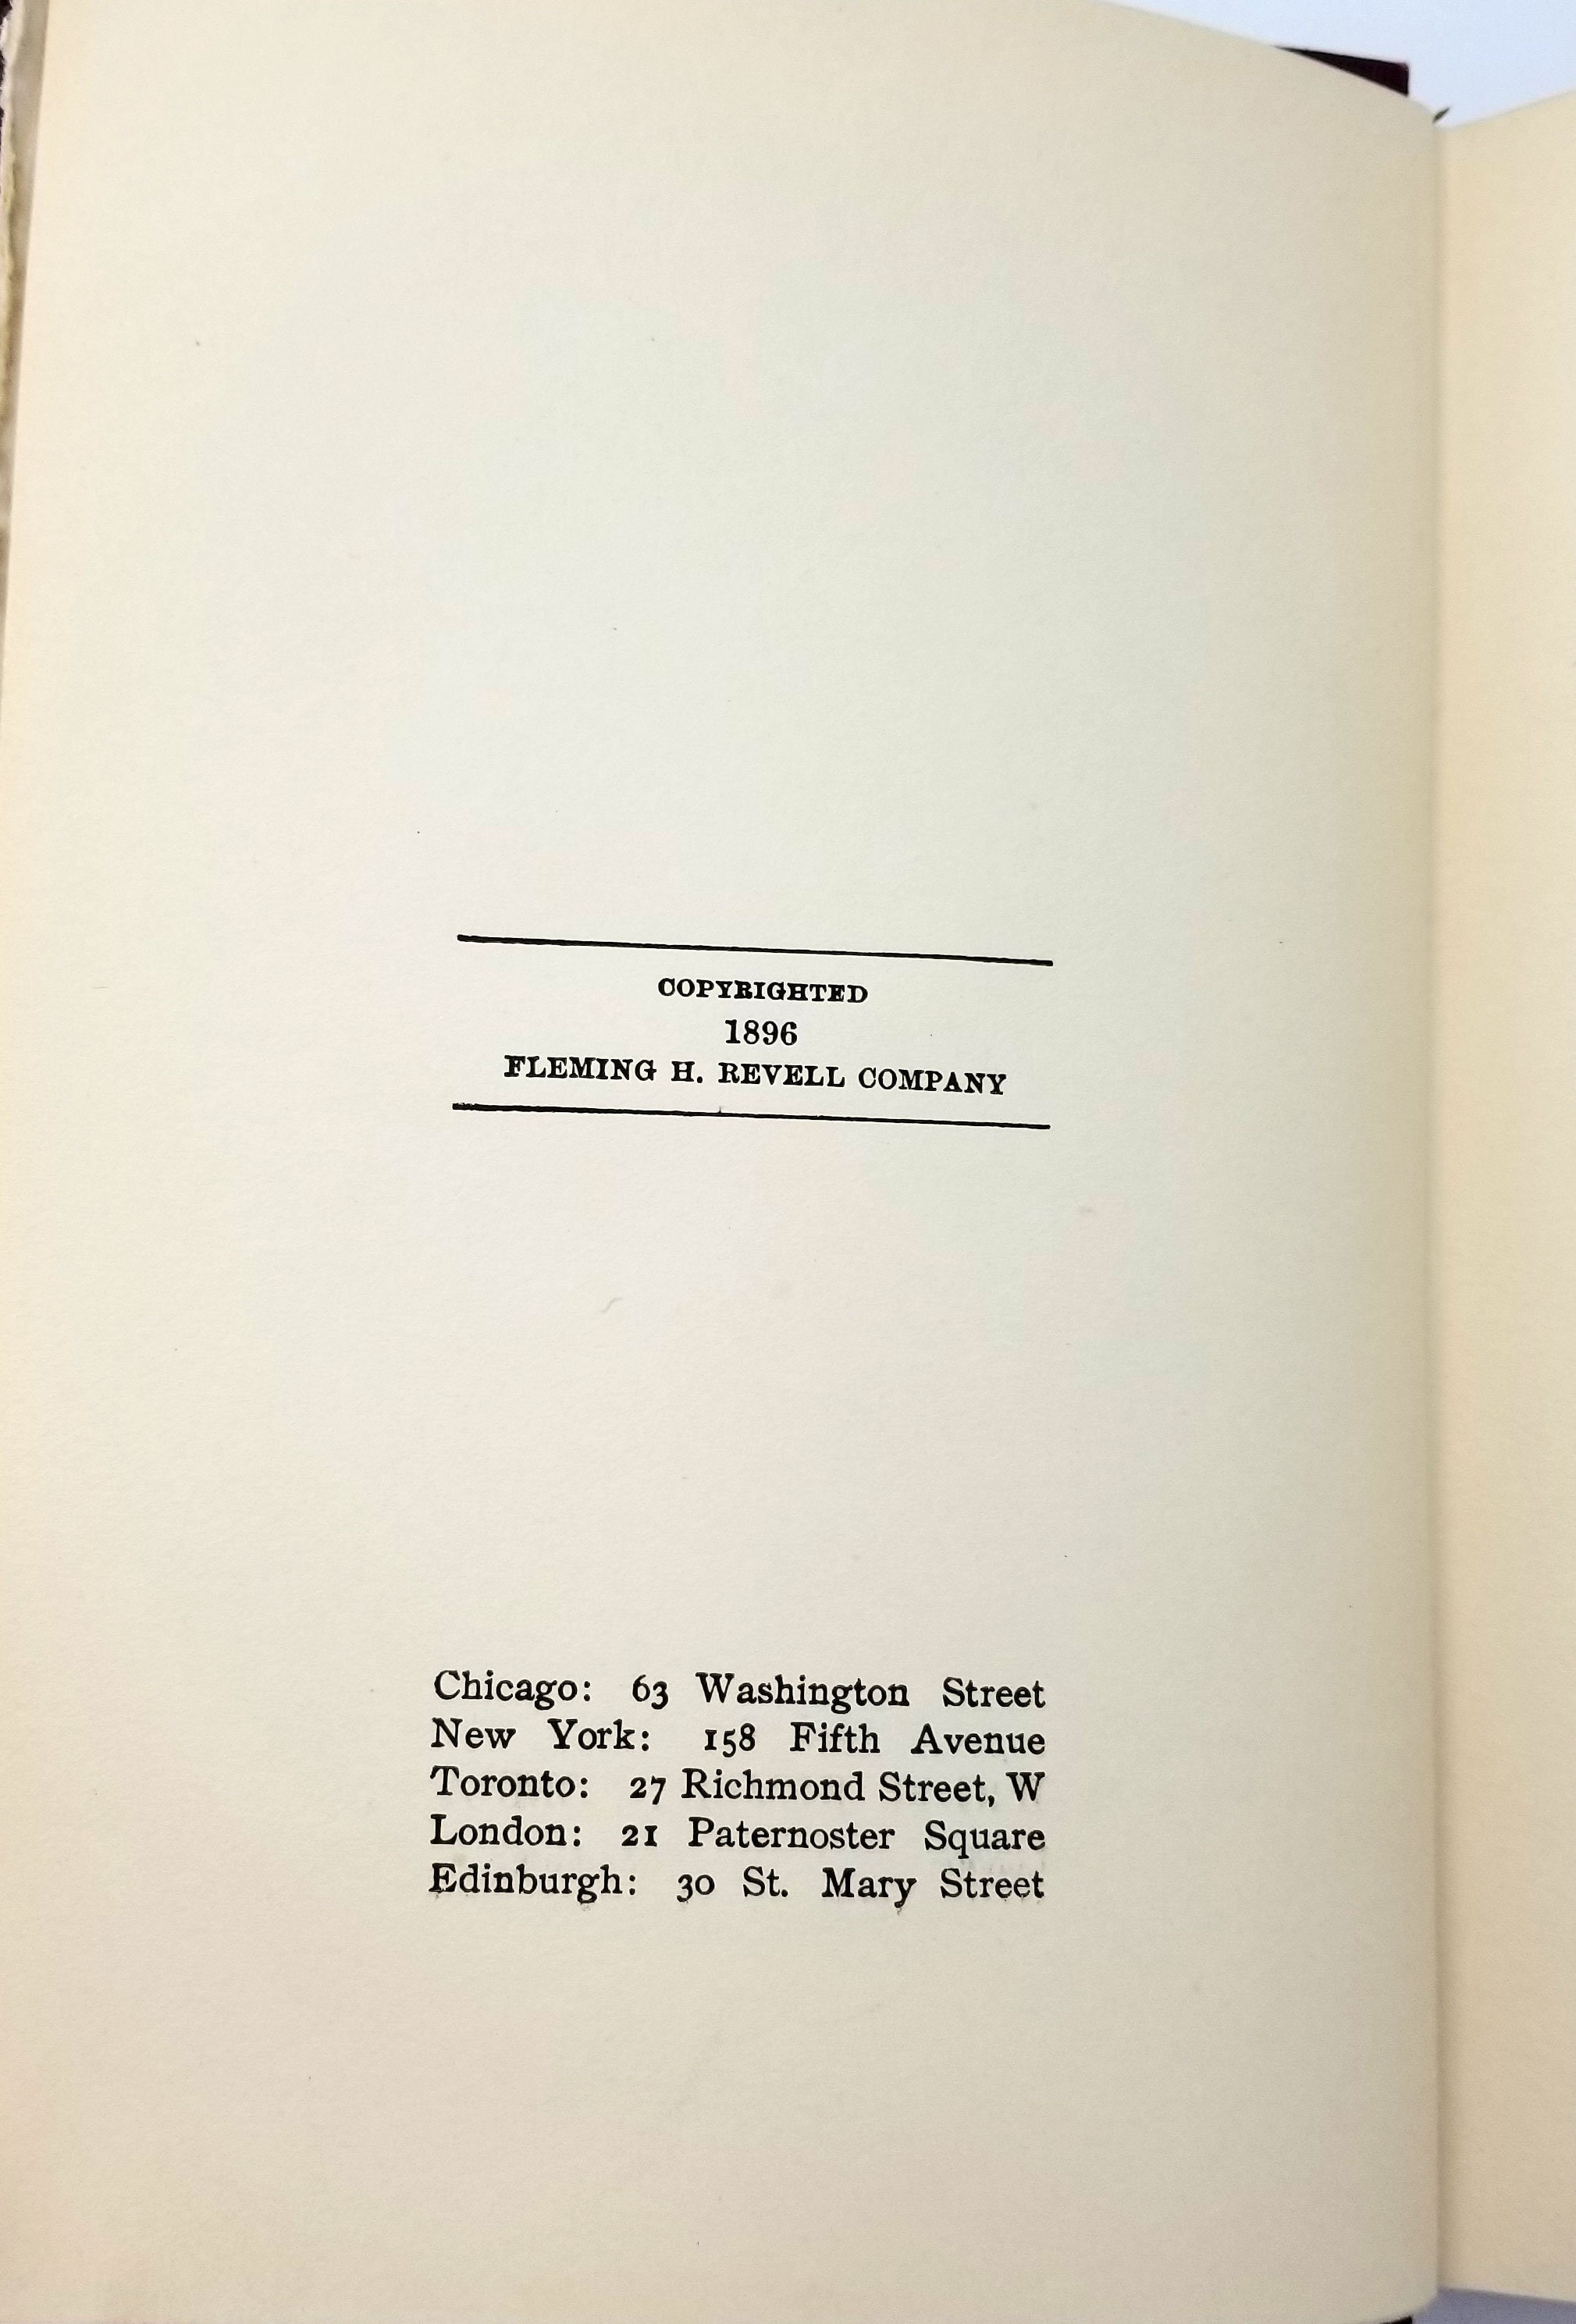 COPYRIGHTED
1896
FLEMING H. REVELL COMPANY
Chicago: 63 Washington Street
New York: 158 Fifth Avenue
Toronto: 27 Richmond Street, W
London: 21 Paternoster Square
Edinburgh: 30 St. Mary Street